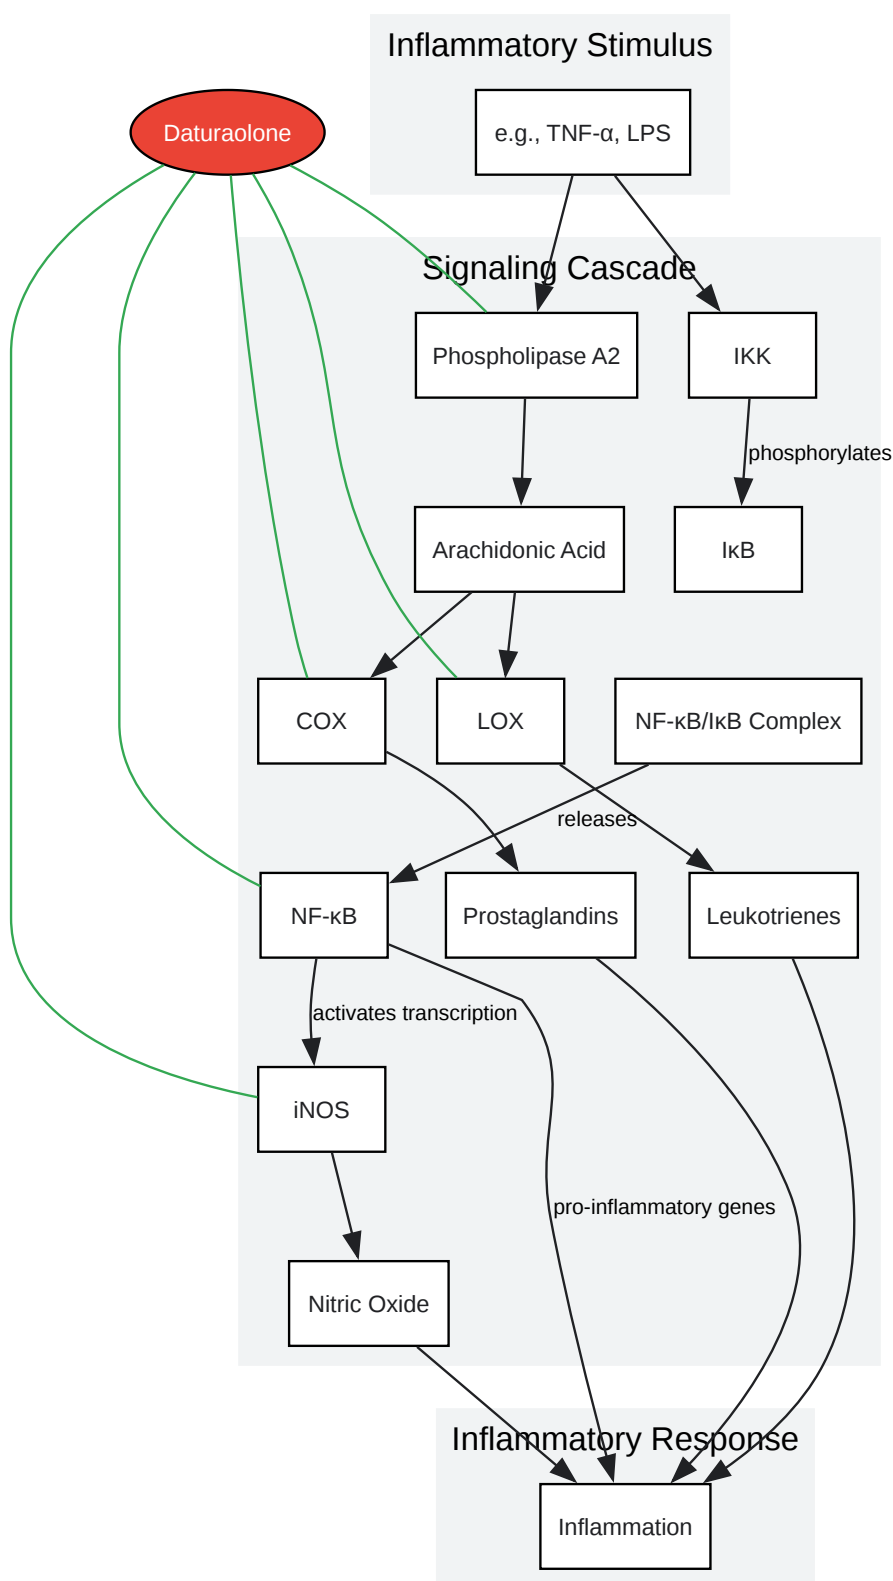 Inflammatory Stimulus
Daturaolone
e.g., TNF-α, LPS
Signaling Cascade
Phospholipase A2
IKK
phosphorylates
Arachidonic Acid
IκB
COX
LOX
NF-κB/IκB Complex
releases
NF-κB
Prostaglandins
Leukotrienes
activates transcription
iNOS
pro-inflammatory genes
Nitric Oxide
Inflammatory Response
Inflammation